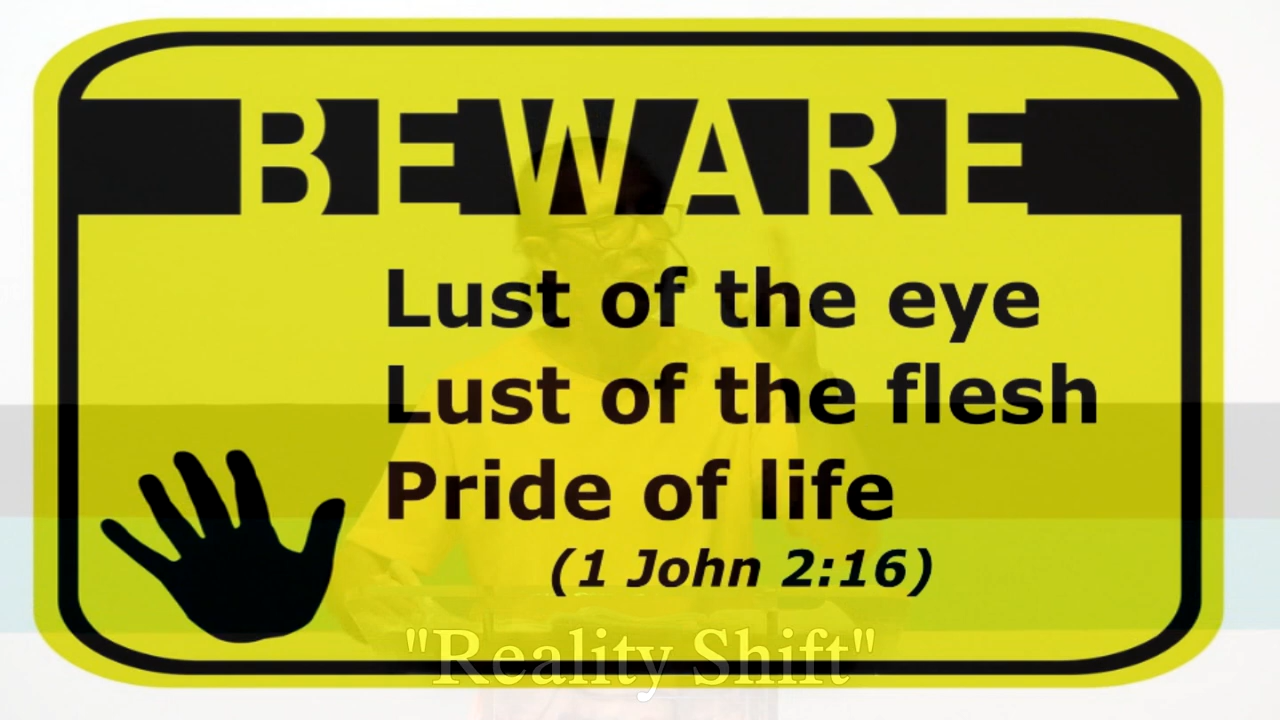 BEWARE
Lust of the eye
Lust of the flesh
Pride of life
(1 John 2:16)
"Reality Shift"